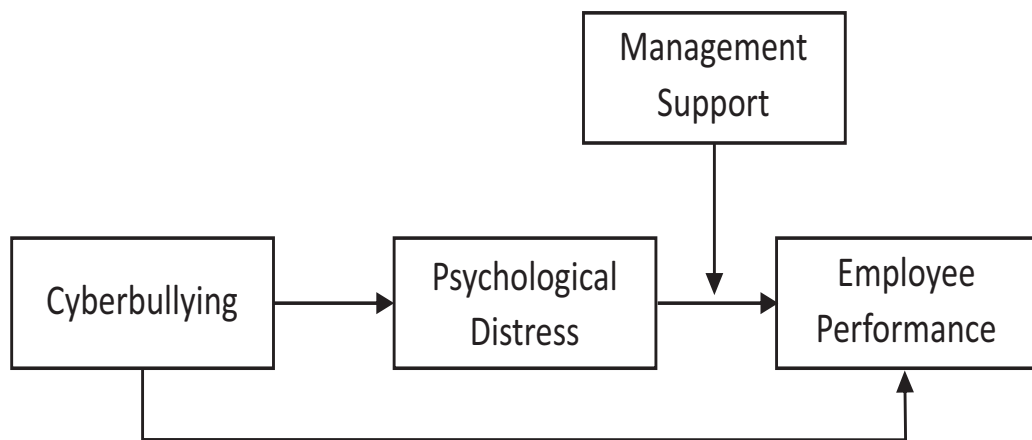 Management
Support
Cyberbullying
Psychological
Distress
Employee
Performance